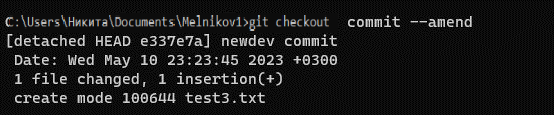 C:\Users\Никита\Documents\Melnikov1>git checkout commit --amend
[detached HEAD e337e7a] newdev commit
Date: Wed May 10 23:23:45 2023 +0300
1 file changed, 1 insertion(+)
create mode 100644 test3.txt